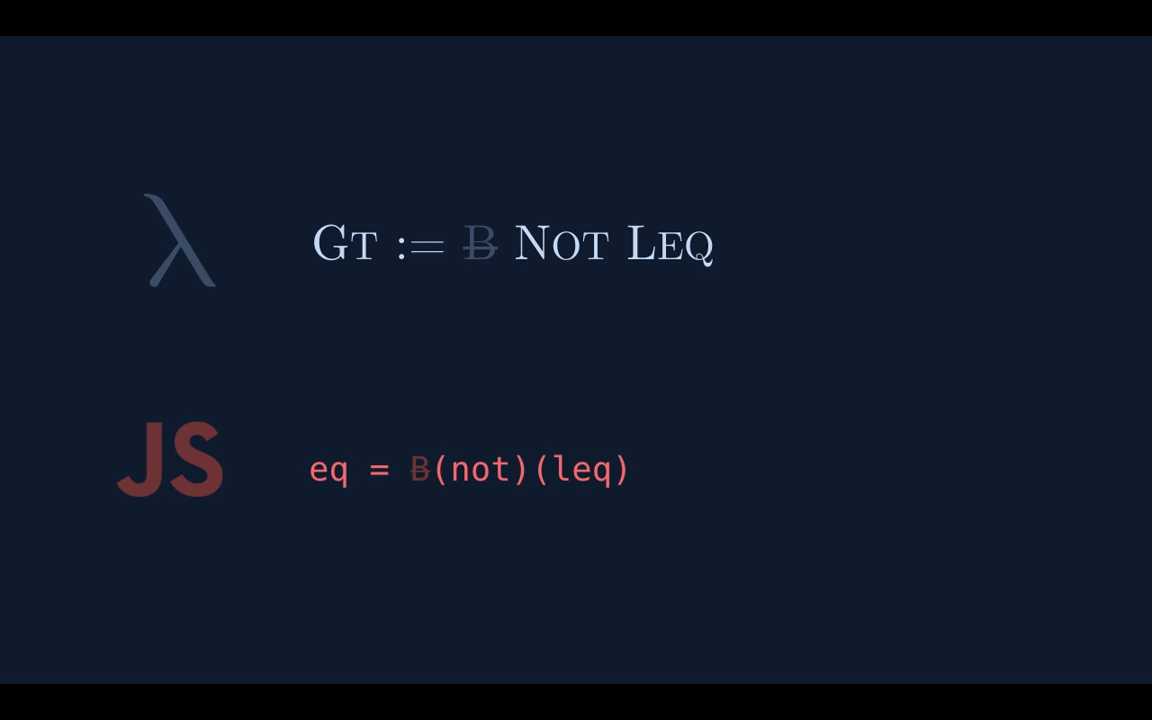 λ
GT := B̶ NOT LEQ
JS
eq = B̶(not)(leq)